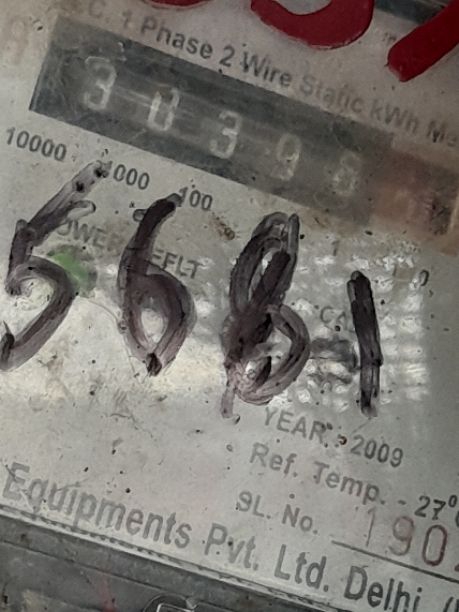 C. 1 Phase 2 Wire Static kWh Me
30398
10000 1000 100 1
5681
YEAR : 2009
Ref. Temp. - 27°
SL. No. 190
Equipments Pvt. Ltd. Delhi